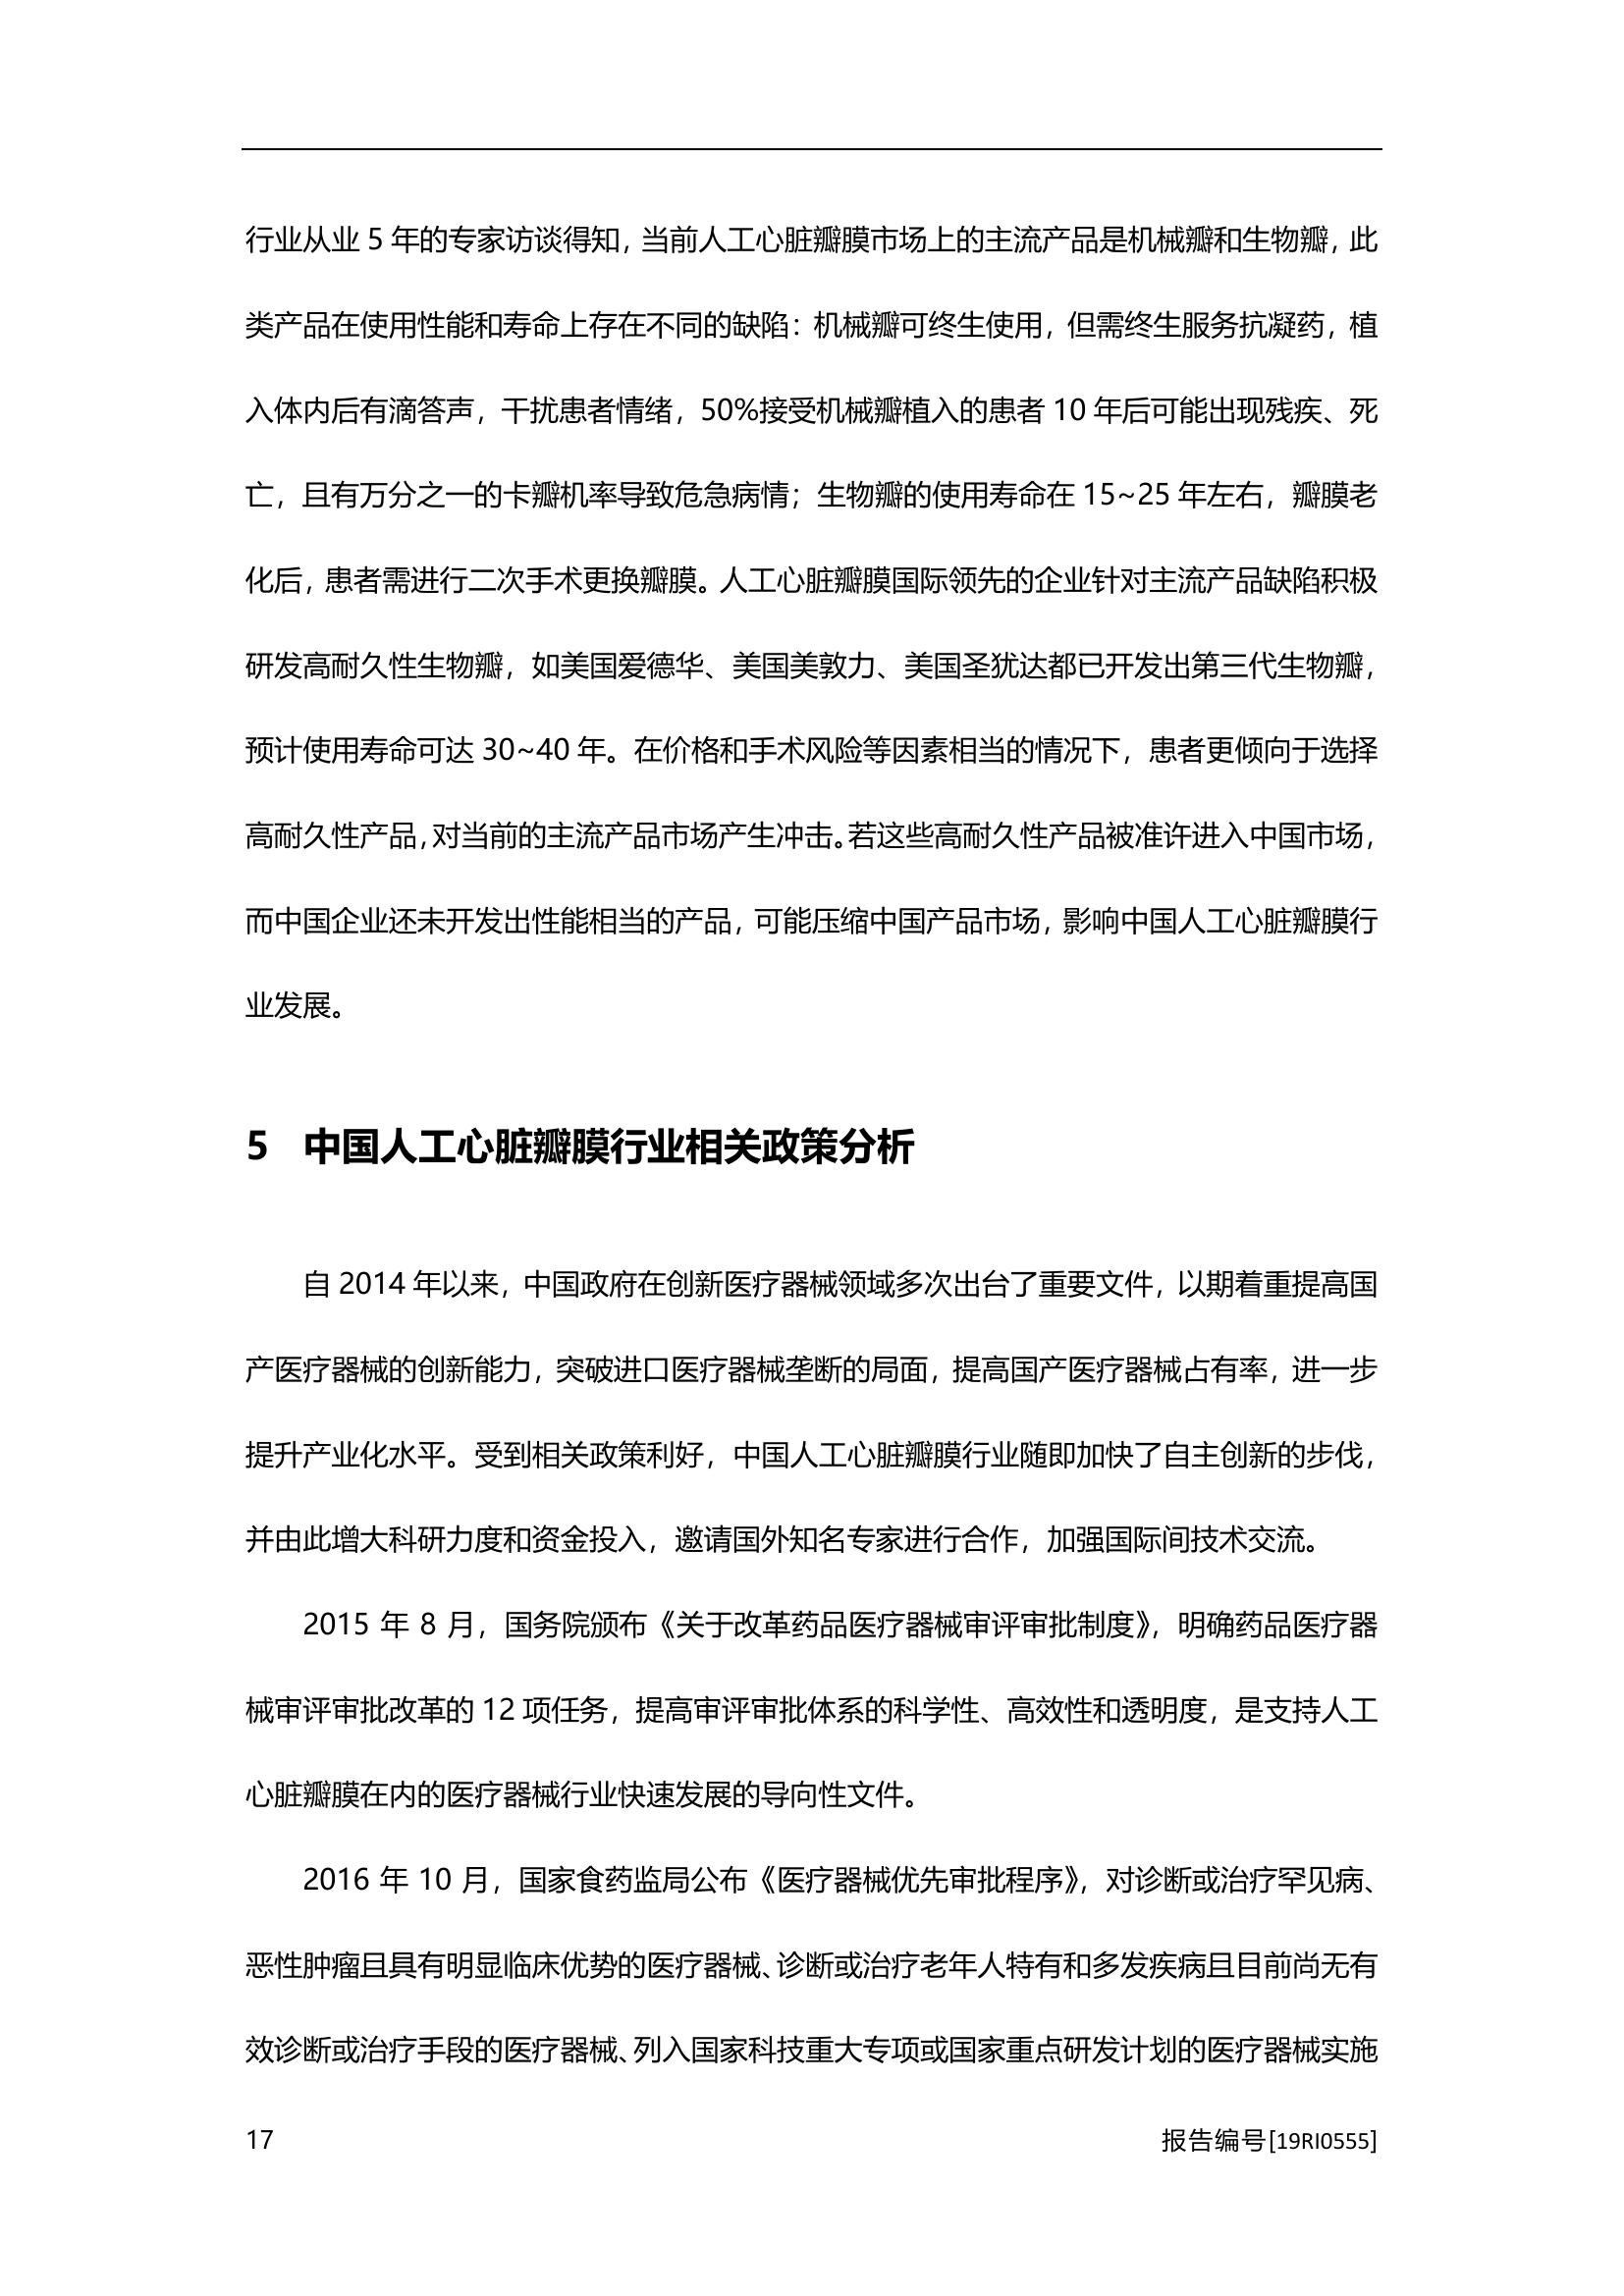 行业从业 5 年的专家访谈得知，当前人工心脏瓣膜市场上的主流产品是机械瓣和生物瓣，此
类产品在使用性能和寿命上存在不同的缺陷：机械瓣可终生使用，但需终生服务抗凝药，植
入体内后有滴答声，干扰患者情绪，50%接受机械瓣植入的患者 10 年后可能出现残疾、死
亡，且有万分之一的卡瓣机率导致危急病情；生物瓣的使用寿命在 15~25 年左右，瓣膜老
化后，患者需进行二次手术更换瓣膜。人工心脏瓣膜国际领先的企业针对主流产品缺陷积极
研发高耐久性生物瓣，如美国爱德华、美国美敦力、美国圣犹达都已开发出第三代生物瓣，
预计使用寿命可达 30~40 年。在价格和手术风险等因素相当的情况下，患者更倾向于选择
高耐久性产品，对当前的主流产品市场产生冲击。若这些高耐久性产品被准许进入中国市场，
而中国企业还未开发出性能相当的产品，可能压缩中国产品市场，影响中国人工心脏瓣膜行
业发展。
5 中国人工心脏瓣膜行业相关政策分析
自 2014 年以来，中国政府在创新医疗器械领域多次出台了重要文件，以期着重提高国
产医疗器械的创新能力，突破进口医疗器械垄断的局面，提高国产医疗器械占有率，进一步
提升产业化水平。受到相关政策利好，中国人工心脏瓣膜行业随即加快了自主创新的步伐，
并由此增大科研力度和资金投入，邀请国外知名专家进行合作，加强国际间技术交流。
2015 年 8 月，国务院颁布《关于改革药品医疗器械审评审批制度》，明确药品医疗器
械审评审批改革的 12 项任务，提高审评审批体系的科学性、高效性和透明度，是支持人工
心脏瓣膜在内的医疗器械行业快速发展的导向性文件。
2016 年 10 月，国家食药监局公布《医疗器械优先审批程序》，对诊断或治疗罕见病、
恶性肿瘤且具有明显临床优势的医疗器械、诊断或治疗老年人特有和多发疾病且目前尚无有
效诊断或治疗手段的医疗器械、列入国家科技重大专项或国家重点研发计划的医疗器械实施
17 报告编号[19RI0555]